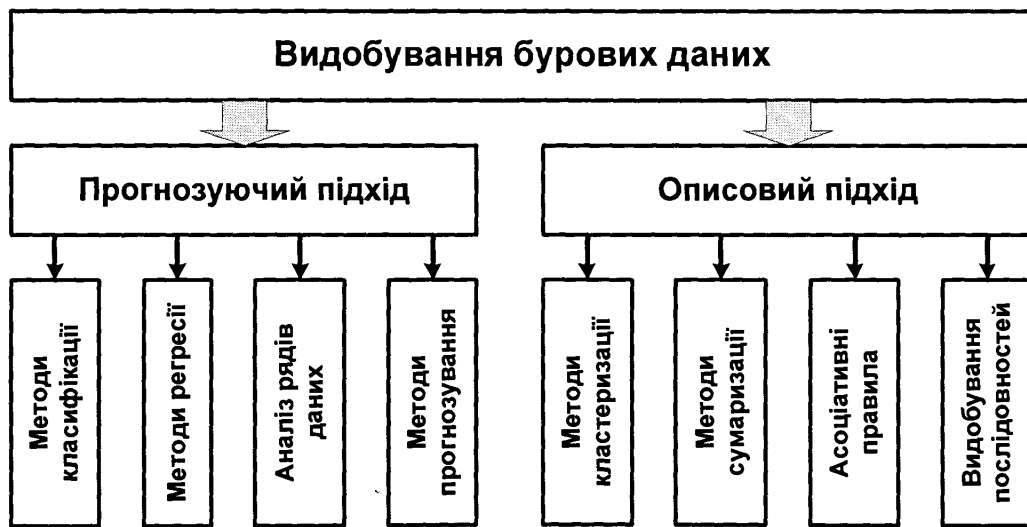 Видобування бурових даних
Прогнозуючий підхід
Описовий підхід
Методи
класифікації
Методи регресії
Аналіз рядів
даних
Методи
прогнозування
Методи
кластеризації
Методи
сумаризації
Асоціативні
правила
Видобування
послідовностей